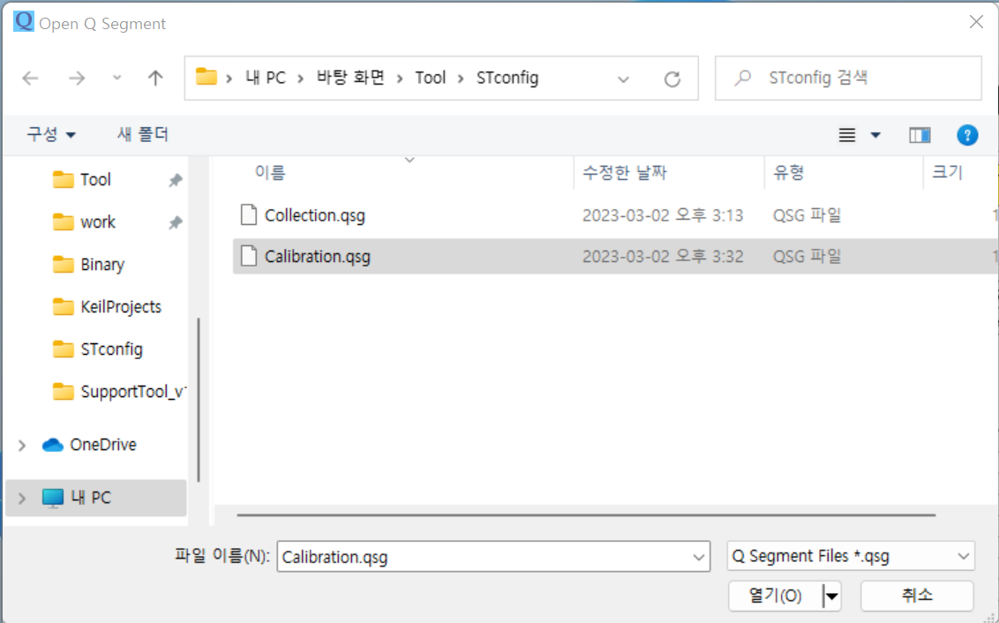 Q Open Q Segment
내 PC > 바탕 화면 > Tool > STconfig
STconfig 검색
구성
새 폴더
?
이름
수정한 날짜
유형
크기
Tool
work
Binary
KeilProjects
STconfig
SupportTool_v
OneDrive
내 PC
Collection.qsg 2023-03-02 오후 3:13 QSG 파일 1
Calibration.qsg 2023-03-02 오후 3:32 QSG 파일 1
파일 이름(N): Calibration.qsg
Q Segment Files *.qsg
열기(O)
취소